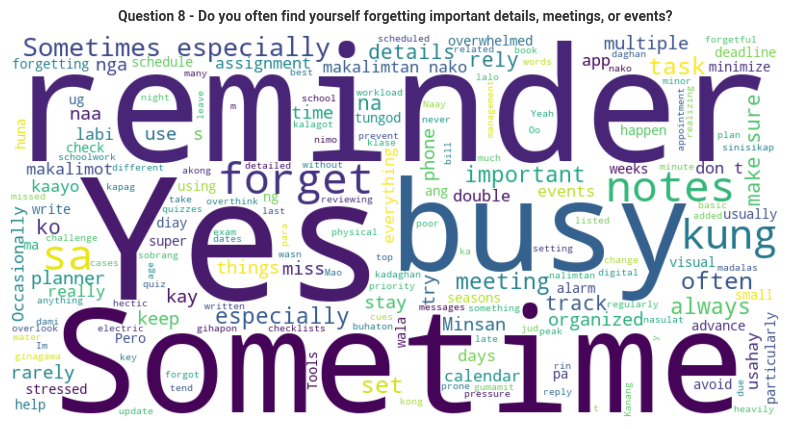 Question 8 - Do you often find yourself forgetting important details, meetings, or events?
Sometimes especially
scheduled
overwhelmed
multiple
forgetful
deadline
forgetting
nga
schedule
assignment
details
related
rely
book
app
daghan
task
minimize
many
best
makalimtan nako
lalo
words
nako
minor
reminder
ug
naa
night
leave
m
school
kalagot
workload
na
time
tungod
phone
never
management
Yeah
Oo
happen
appointment
realizing
plan
sinisikap
make sure
huna
labi
check
schoolwork
use
s
nimo
prevent
klase
Naay
bill
much
makalimot
different
akong
detailed
without
reviewing
forget
important
weeks
don t
minute
kaayo
kapag
using
ng
everything
ang
double
events
notes
basic
missed
write
take
quizzes
overthink
last
physical
poor
listed
added
usually
Occasionally
ko
diay
exam
dates
Yes
busy
kung
ma
challenge
super
sobrang
wasn
para
Mao
top
ka
setting
change
visual
madalas
sa
cases
age
quiz
things
miss
kadaghan
priority
try
meeting
nalimtan
digital
often
small
planner
really
anything
hectic
kay
written
stay
seasons
messages
something
alarm
track
regularly
always
dami
overlook
electric
keep
gihapon
especially
checklists
cues
buhaton
wala
Minsan
late
jud
peak
organized
nasulat
y
advance
usahay
particularly
water
Im
Pero
key
Sometime
Tools
days
calendar
rin
pa
avoid
due
ginagawa
rarely
stressed
forgot
tend
set
prone
gumamit
pressure
reply
Kanang
heavily
help
update
kong
t